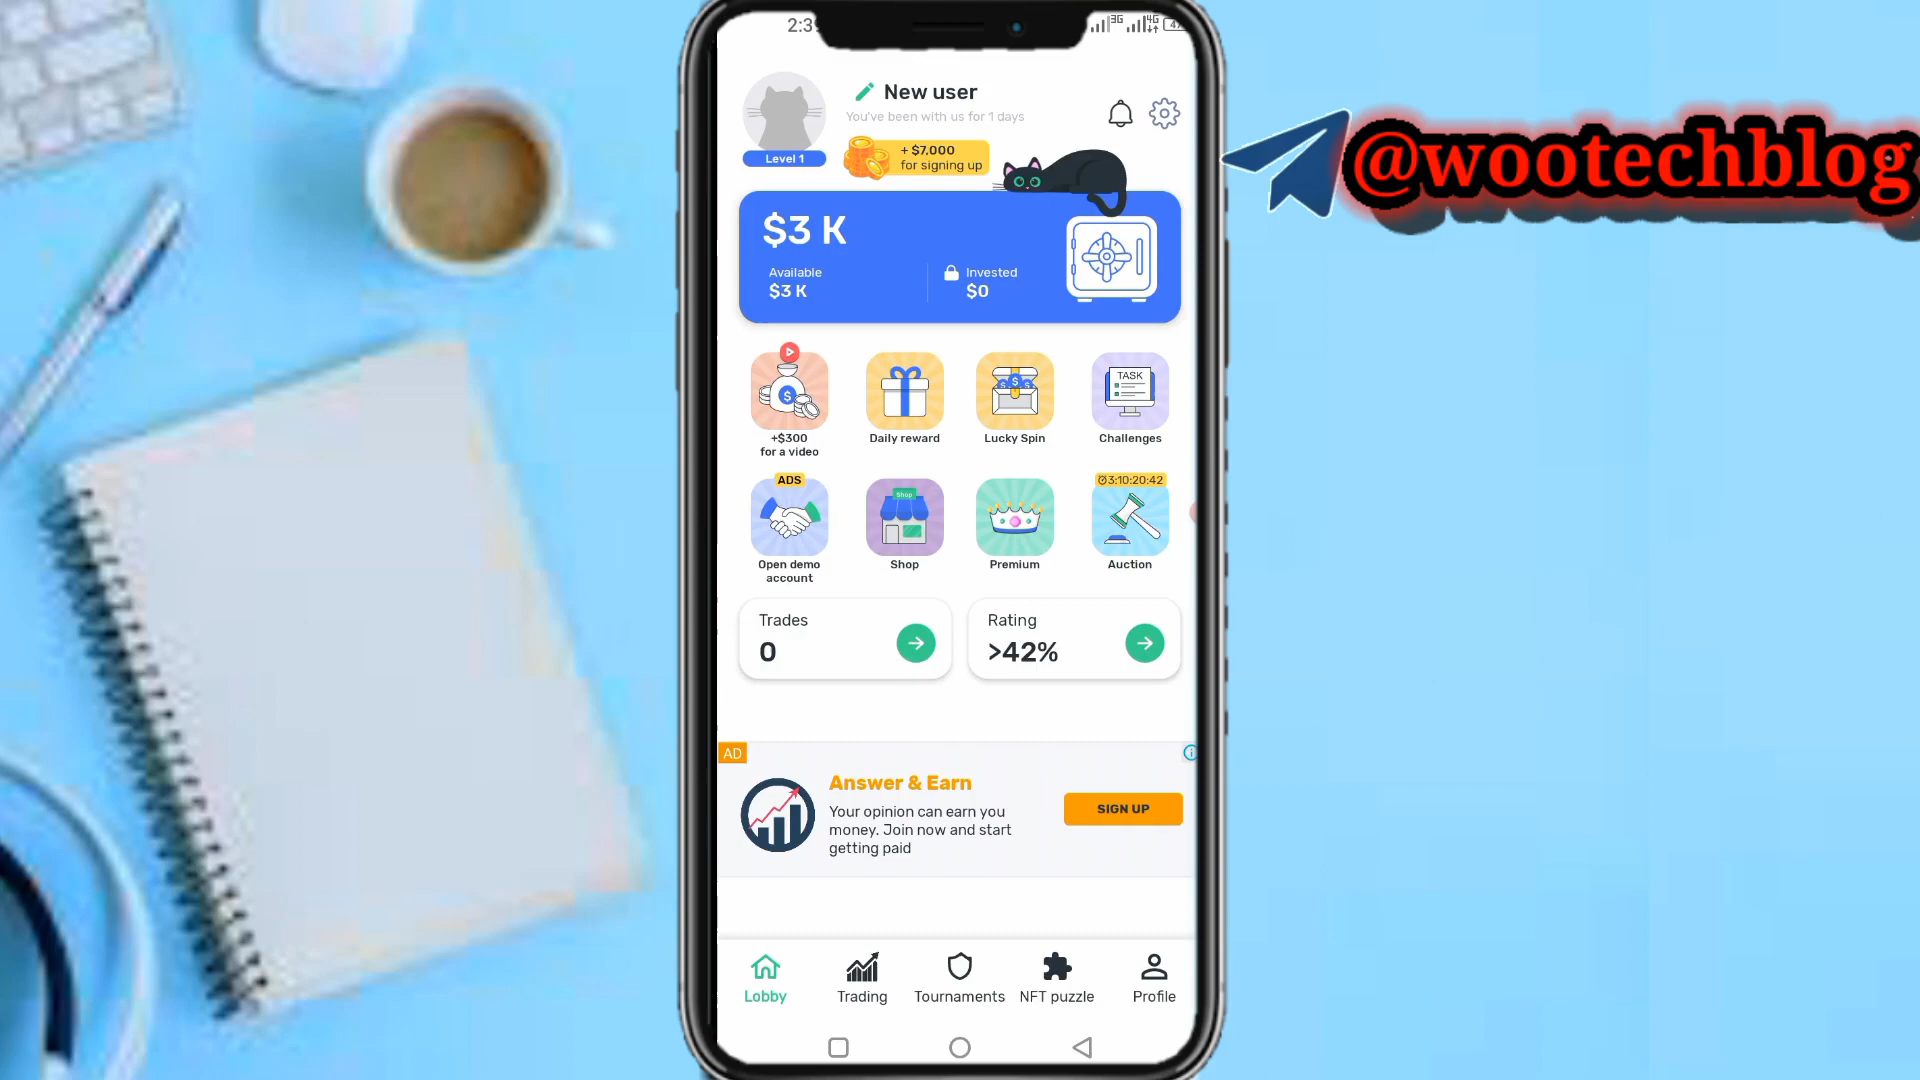 2:39
3G
4G
New user
You've been with us for 1 days
Level 1
+ $7,000
for signing up
@wootechblog
$3 K
Available
$3 K
Invested
$0
TASK
+$300
for a video
Daily reward
Lucky Spin
Challenges
ADS
3:10:20:42
Shop
Open demo
account
Shop
Premium
Auction
Trades
0
Rating
>42%
AD
Answer & Earn
Your opinion can earn you
money. Join now and start
getting paid
SIGN UP
Lobby
Trading
Tournaments
NFT puzzle
Profile